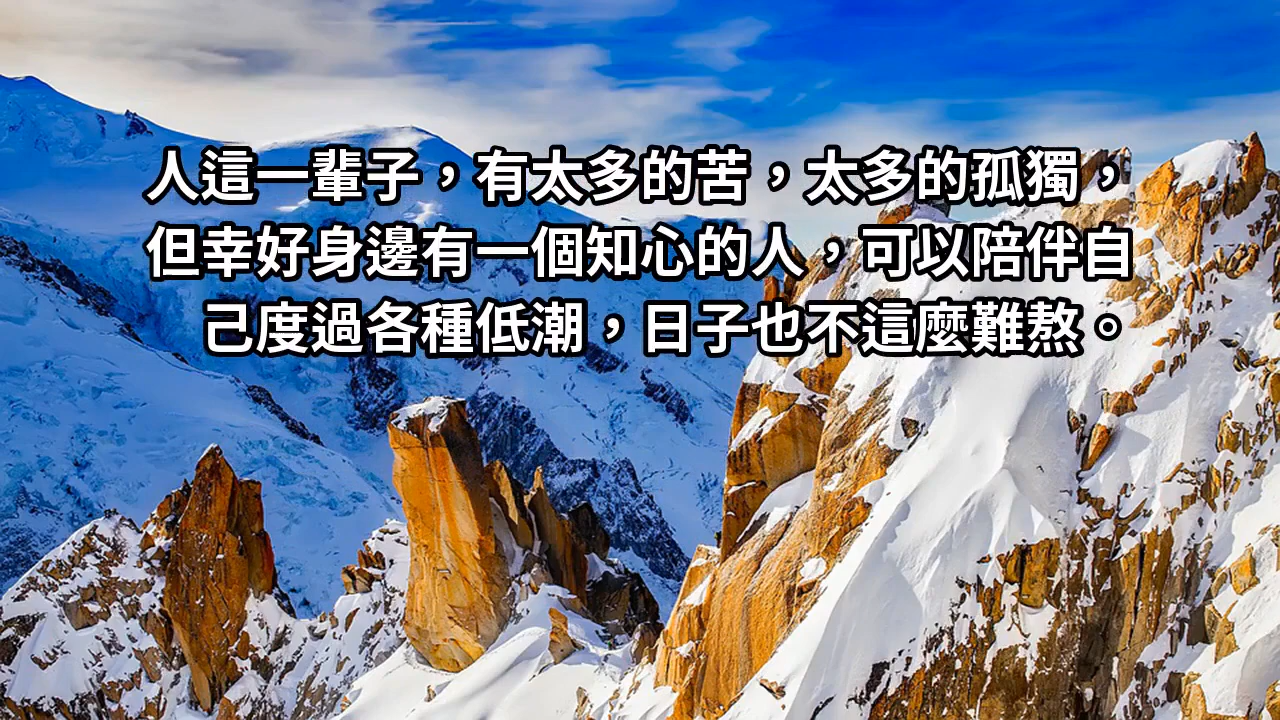 人這一輩子，有太多的苦，太多的孤獨，
但幸好身邊有一個知心的人，可以陪伴自
己度過各種低潮，日子也不這麼難熬。